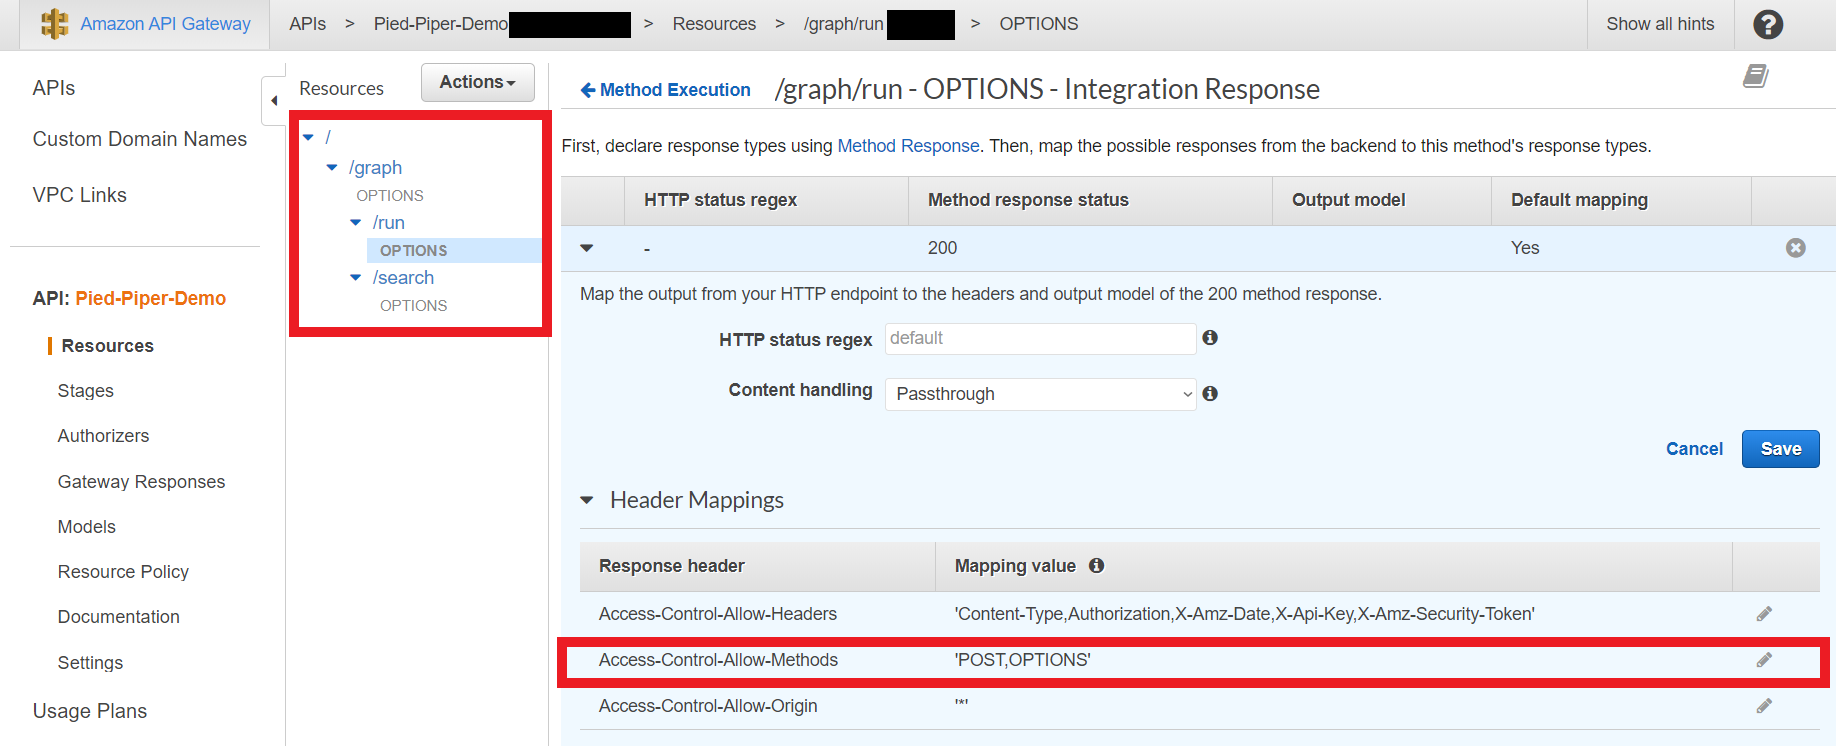 Amazon API Gateway
APIs > Pied-Piper-Demo > Resources > /graph/run > OPTIONS
Show all hints
?
APIs
Custom Domain Names
VPC Links
API: Pied-Piper-Demo
Resources
Stages
Authorizers
Gateway Responses
Models
Resource Policy
Documentation
Settings
Usage Plans
Resources
Actions
/
/graph
OPTIONS
/run
OPTIONS
/search
OPTIONS
Method Execution
/graph/run - OPTIONS - Integration Response
First, declare response types using Method Response. Then, map the possible responses from the backend to this method's response types.
HTTP status regex Method response status Output model Default mapping
- 200 Yes
Map the output from your HTTP endpoint to the headers and output model of the 200 method response.
HTTP status regex default
Content handling Passthrough
Cancel Save
Header Mappings
Response header Mapping value
Access-Control-Allow-Headers 'Content-Type,Authorization,X-Amz-Date,X-Api-Key,X-Amz-Security-Token'
Access-Control-Allow-Methods 'POST,OPTIONS'
Access-Control-Allow-Origin '*'